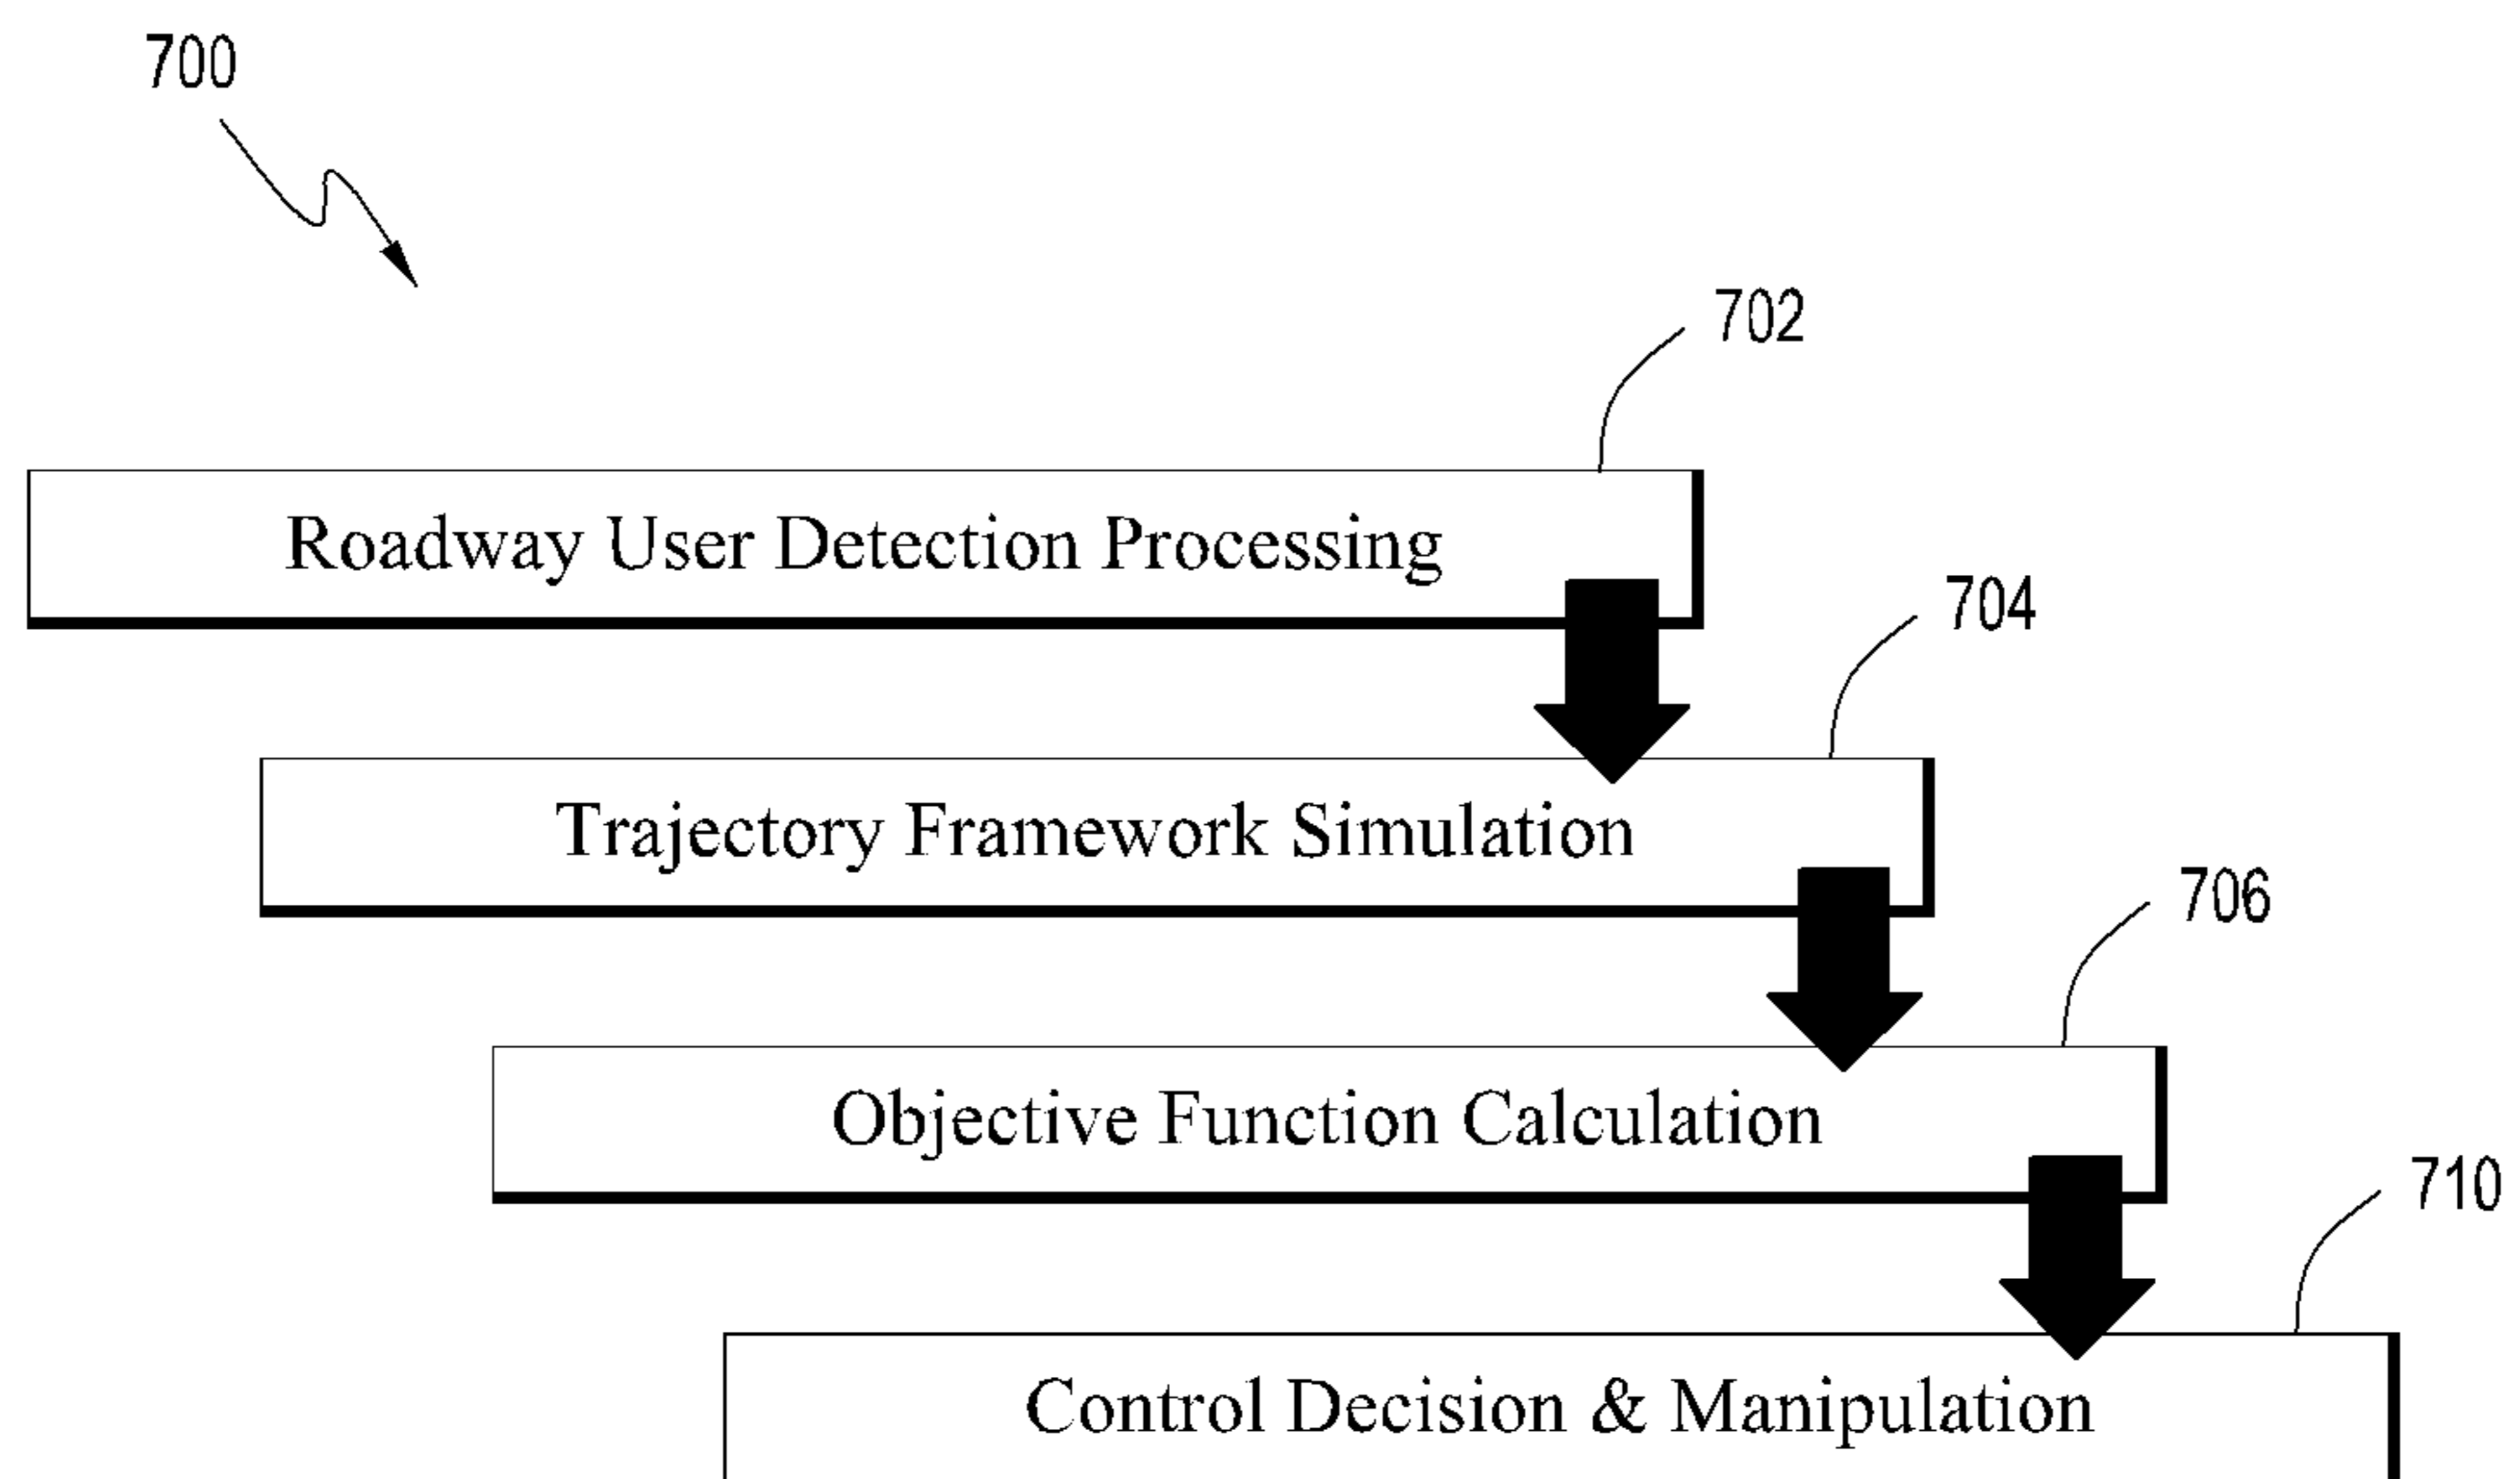 700
702
Roadway User Detection Processing
704
Trajectory Framework Simulation
706
Objective Function Calculation
710
Control Decision & Manipulation